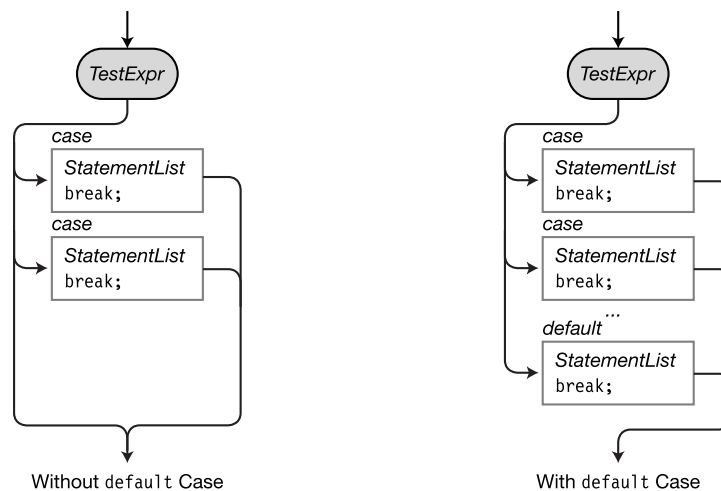 TestExpr
case
StatementList
break;
case
StatementList
break;
Without default Case
TestExpr
case
StatementList
break;
case
StatementList
break;
...
default
StatementList
break;
With default Case